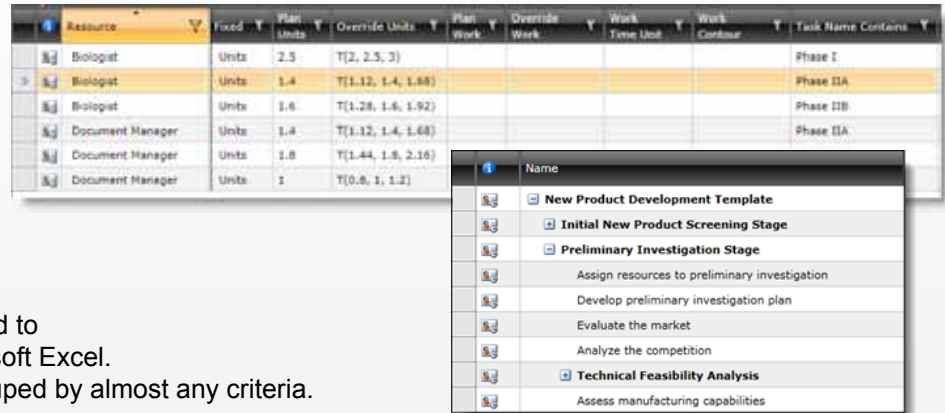 Resource Fixed Plan Units Override Units Plan Work Override Work Work Time Unit Work Contour Task Name Contains
Biologist Units 2.5 T(2, 2.5, 3) Phase I
Biologist Units 1.4 T(1.12, 1.4, 1.68) Phase IIA
Biologist Units 1.6 T(1.28, 1.6, 1.92) Phase IIB
Document Manager Units 1.4 T(1.12, 1.4, 1.68) Phase IIA
Document Manager Units 1.8 T(1.44, 1.8, 2.16)
Document Manager Units 1 T(0.8, 1, 1.2)
Name
New Product Development Template
Initial New Product Screening Stage
Preliminary Investigation Stage
Assign resources to preliminary investigation
Develop preliminary investigation plan
Evaluate the market
Analyze the competition
Technical Feasibility Analysis
Assess manufacturing capabilities
d to
soft Excel.
uped by almost any criteria.